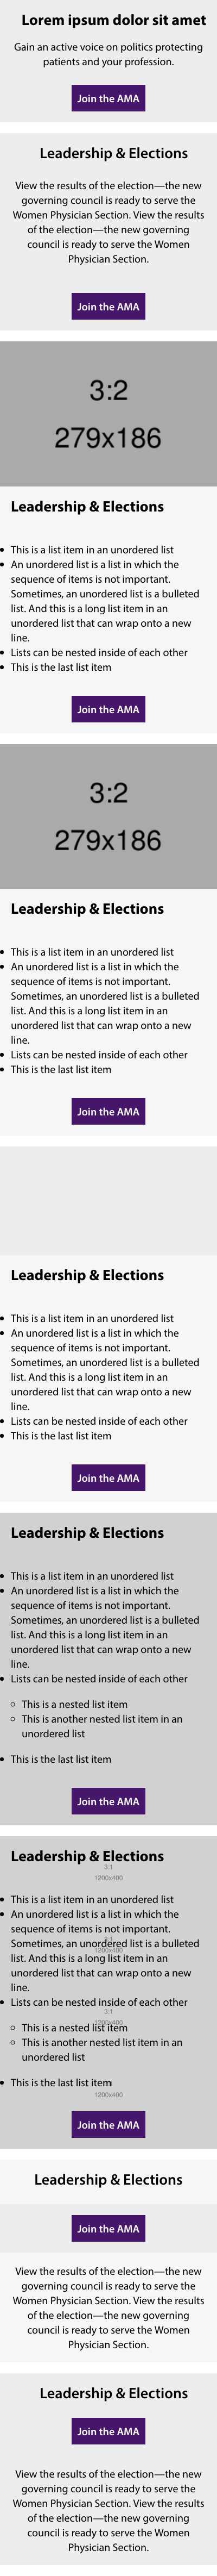 Lorem ipsum dolor sit amet
Gain an active voice on politics protecting
patients and your profession.
Join the AMA
Leadership & Elections
View the results of the election—the new
governing council is ready to serve the
Women Physician Section. View the results
of the election—the new governing
council is ready to serve the Women
Physician Section.
Join the AMA
3:2
279x186
Leadership & Elections
This is a list item in an unordered list
An unordered list is a list in which the
sequence of items is not important.
Sometimes, an unordered list is a bulleted
list. And this is a long list item in an
unordered list that can wrap onto a new
line.
Lists can be nested inside of each other
This is the last list item
Join the AMA
3:2
279x186
Leadership & Elections
This is a list item in an unordered list
An unordered list is a list in which the
sequence of items is not important.
Sometimes, an unordered list is a bulleted
list. And this is a long list item in an
unordered list that can wrap onto a new
line.
Lists can be nested inside of each other
This is the last list item
Join the AMA
Leadership & Elections
This is a list item in an unordered list
An unordered list is a list in which the
sequence of items is not important.
Sometimes, an unordered list is a bulleted
list. And this is a long list item in an
unordered list that can wrap onto a new
line.
Lists can be nested inside of each other
This is the last list item
Join the AMA
Leadership & Elections
This is a list item in an unordered list
An unordered list is a list in which the
sequence of items is not important.
Sometimes, an unordered list is a bulleted
list. And this is a long list item in an
unordered list that can wrap onto a new
line.
Lists can be nested inside of each other
This is a nested list item
This is another nested list item in an
unordered list
This is the last list item
Join the AMA
Leadership & Elections
3:1
1200x400
This is a list item in an unordered list
An unordered list is a list in which the
sequence of items is not important.
Sometimes, an unordered list is a bulleted
1200x400
list. And this is a long list item in an
unordered list that can wrap onto a new
line.
Lists can be nested inside of each other
3:1
1200x400
This is a nested list item
This is another nested list item in an
unordered list
This is the last list item
1200x400
Join the AMA
Leadership & Elections
Join the AMA
View the results of the election—the new
governing council is ready to serve the
Women Physician Section. View the results
of the election—the new governing
council is ready to serve the Women
Physician Section.
Leadership & Elections
Join the AMA
View the results of the election—the new
governing council is ready to serve the
Women Physician Section. View the results
of the election—the new governing
council is ready to serve the Women
Physician Section.